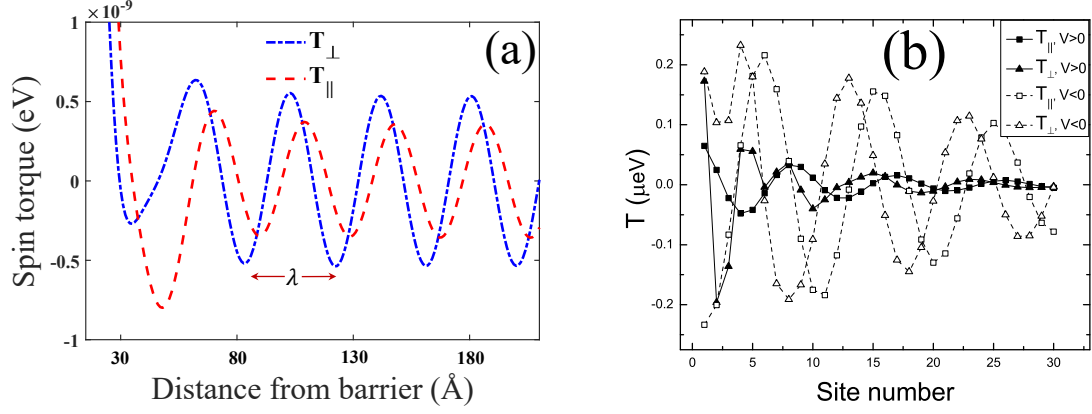 ×10⁻⁹
(a)
T⊥
T||
1
0.5
0
-0.5
-1
λ
30
80
130
180
Spin torque (eV)
Distance from barrier (Å)
(b)
T||, V>0
T⊥, V>0
T||, V<0
T⊥, V<0
0.2
0.1
0.0
-0.1
-0.2
0
5
10
15
20
25
30
T (µeV)
Site number